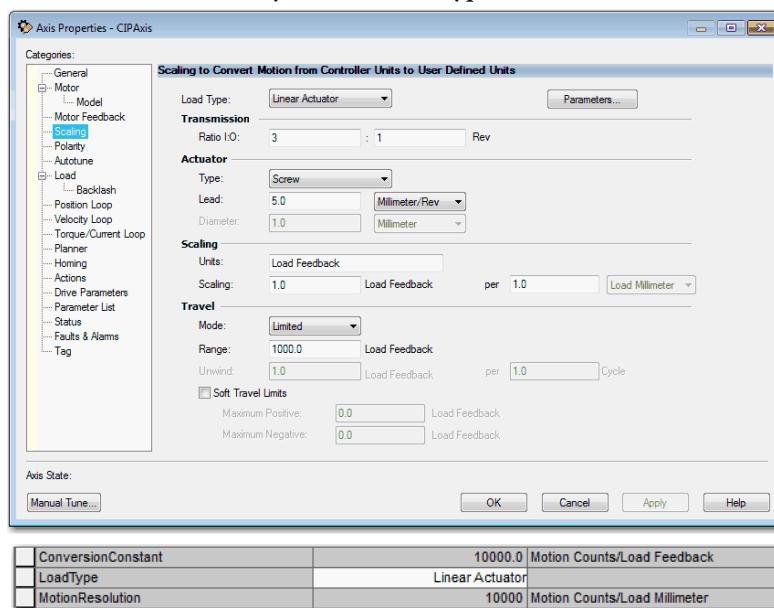 Axis Properties - CIPAxis
Categories:
General
Motor
Model
Motor Feedback
Scaling
Polarity
Autotune
Load
Backlash
Position Loop
Velocity Loop
Torque/Current Loop
Planner
Homing
Actions
Drive Parameters
Parameter List
Status
Faults & Alarms
Tag
Scaling to Convert Motion from Controller Units to User Defined Units
Load Type: Linear Actuator Parameters...
Transmission
Ratio I:O: 3 : 1 Rev
Actuator
Type: Screw
Lead: 5.0 Millimeter/Rev
Diameter: 1.0 Millimeter
Scaling
Units: Load Feedback
Scaling: 1.0 Load Feedback per 1.0 Load Millimeter
Travel
Mode: Limited
Range: 1000.0 Load Feedback
Unwind: 1.0 Load Feedback per 1.0 Cycle
Soft Travel Limits
Maximum Positive: 0.0 Load Feedback
Maximum Negative: 0.0 Load Feedback
Axis State:
Manual Tune... OK Cancel Apply Help
ConversionConstant 10000.0 Motion Counts/Load Feedback
LoadType Linear Actuator
MotionResolution 10000 Motion Counts/Load Millimeter